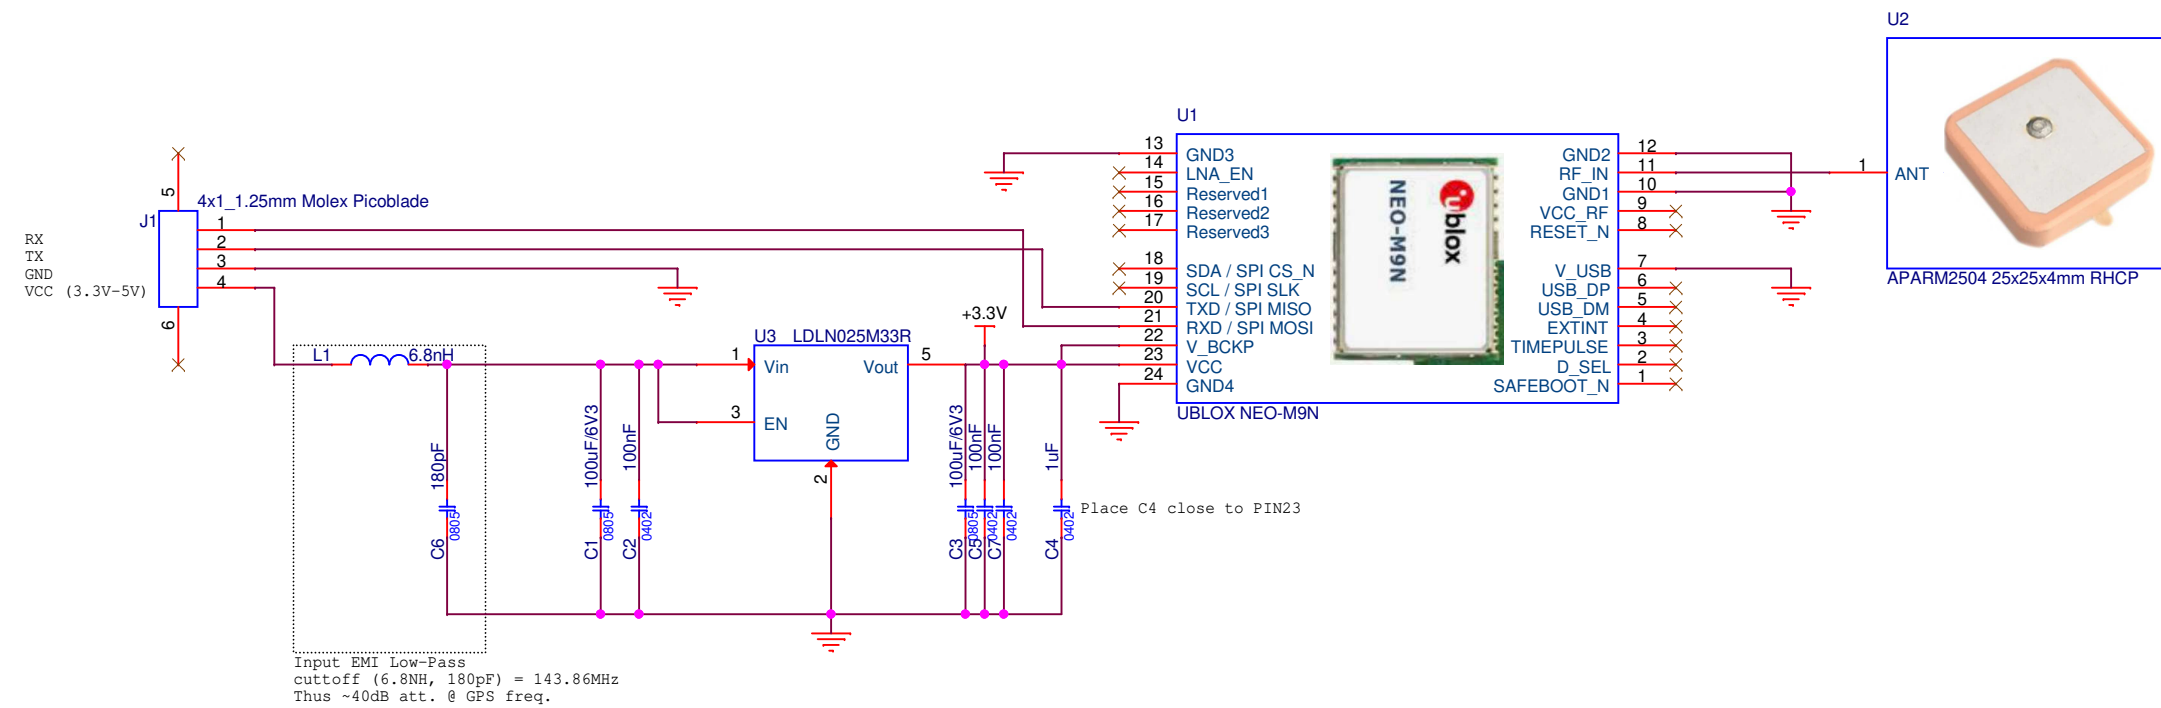 U2
ANT
1
APARM2504 25x25x4mm RHCP
U1
13
GND3
14
LNA_EN
15
Reserved1
16
Reserved2
17
Reserved3
18
SDA / SPI CS_N
19
SCL / SPI SLK
20
TXD / SPI MISO
21
RXD / SPI MOSI
22
V_BCKP
23
VCC
24
GND4
NEO-M9N
ublox
GND2
12
RF_IN
11
GND1
10
VCC_RF
9
RESET_N
8
V_USB
7
USB_DP
6
USB_DM
5
EXTINT
4
TIMEPULSE
3
D_SEL
2
SAFEBOOT_N
1
UBLOX NEO-M9N
5
4x1_1.25mm Molex Picoblade
J1
1
2
3
4
6
RX
TX
GND
VCC (3.3V-5V)
L1
6.8nH
180pF
0805
C6
100uF/6V3
0805
C1
100nF
0402
C2
U3
LDLN025M33R
1
Vin
3
EN
GND
2
Vout
5
+3.3V
100uF/6V3
0805
C3
100nF
0402
C5
100nF
0402
C7
1uF
0402
C4
Place C4 close to PIN23
Input EMI Low-Pass
cuttoff (6.8NH, 180pF) = 143.86MHz
Thus ~40dB att. @ GPS freq.